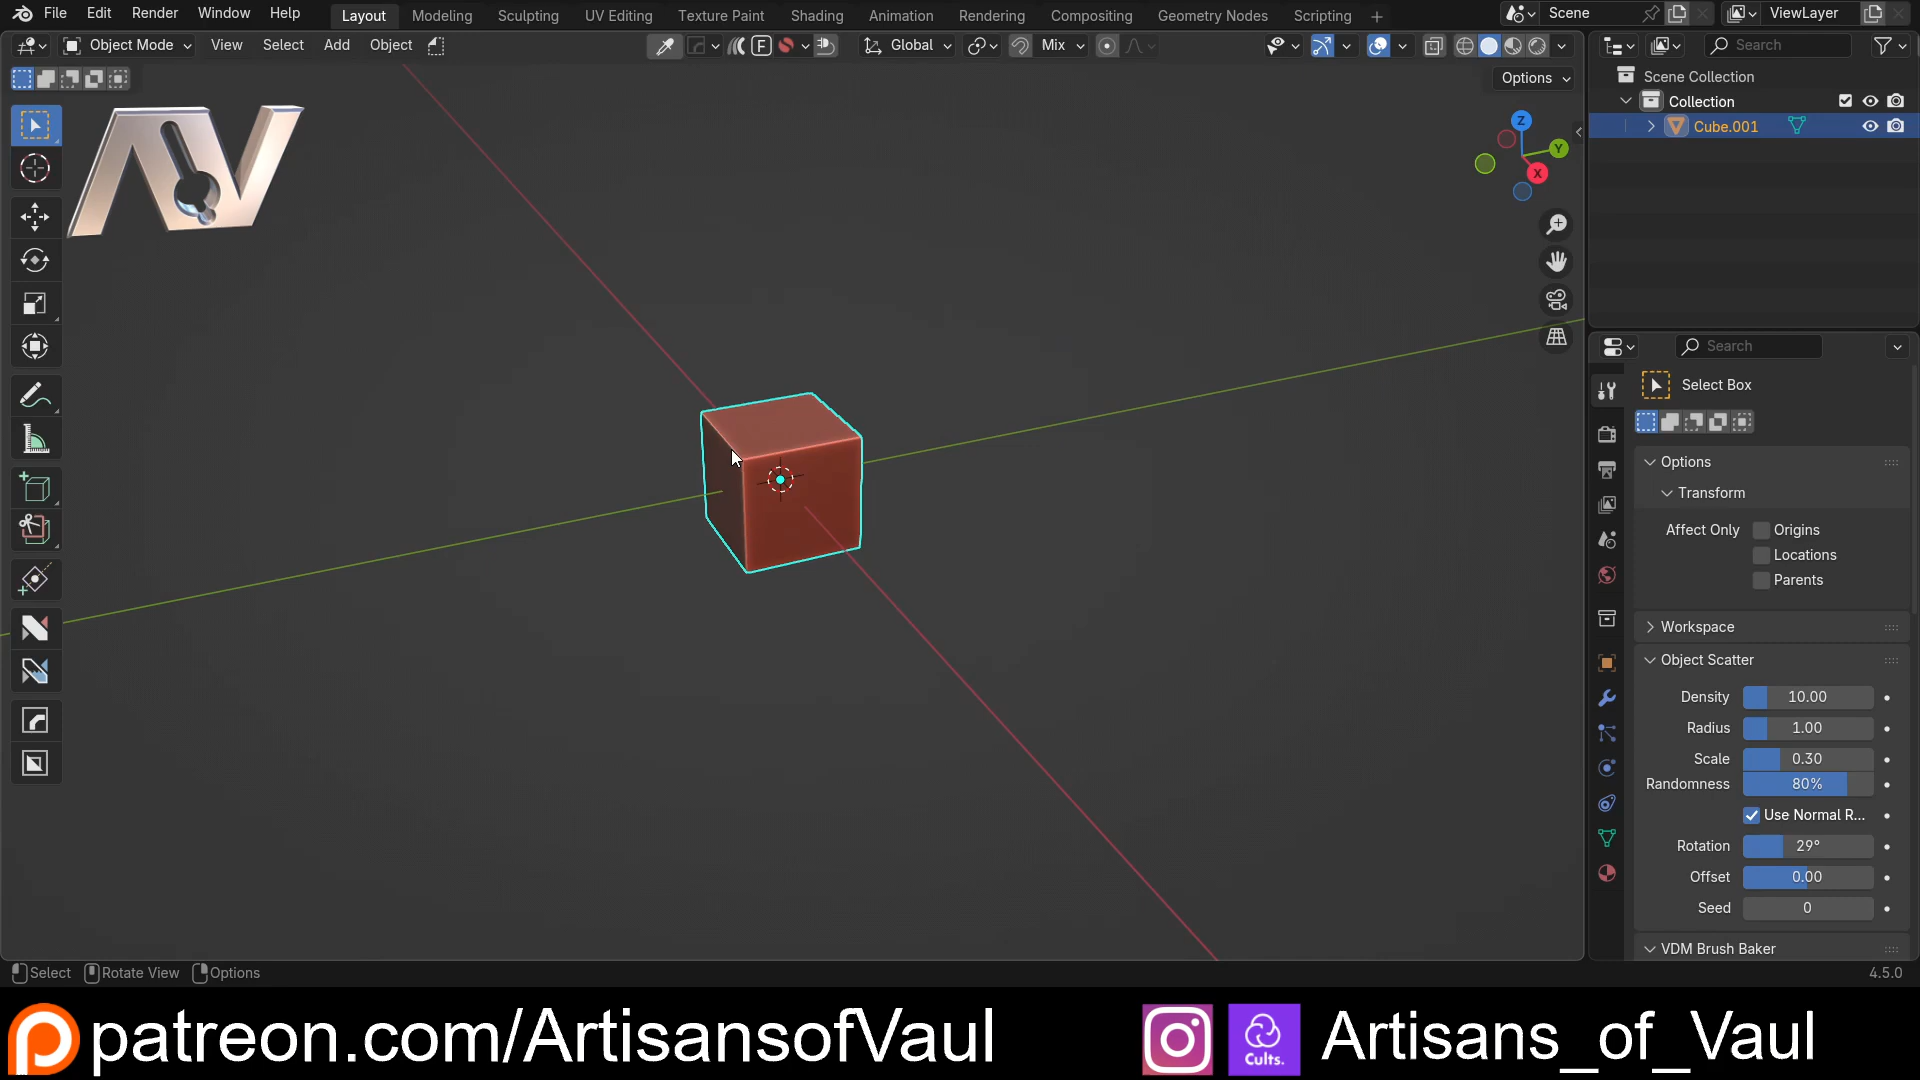 File Edit Render Window Help Layout Modeling Sculpting UV Editing Texture Paint Shading Animation Rendering Compositing Geometry Nodes Scripting + Scene ViewLayer
Object Mode View Select Add Object F Global Mix Search
Options
Scene Collection
Collection
Cube.001
Z
Y
X
AV
Search
Select Box
Options
Transform
Affect Only Origins
Locations
Parents
Workspace
Object Scatter
Density 10.00
Radius 1.00
Scale 0.30
Randomness 80%
Use Normal R...
Rotation 29°
Offset 0.00
Seed 0
VDM Brush Baker
Select Rotate View Options 4.5.0
patreon.com/ArtisansofVaul Cults. Artisans_of_Vaul